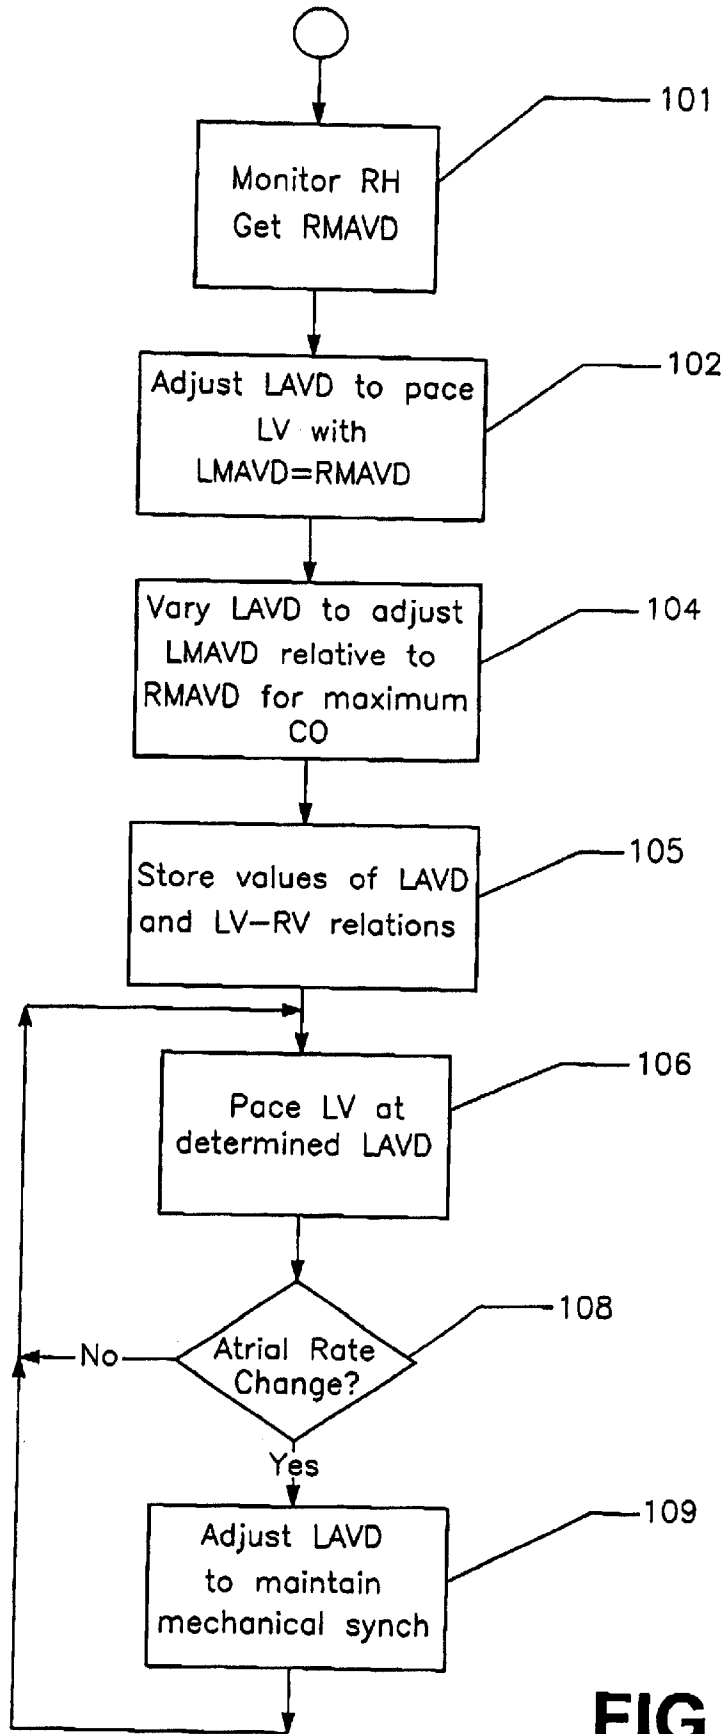 101
Monitor RH
Get RMAVD
102
Adjust LAVD to pace
LV with
LMAVD=RMAVD
104
Vary LAVD to adjust
LMAVD relative to
RMAVD for maximum
CO
105
Store values of LAVD
and LV-RV relations
106
Pace LV at
determined LAVD
108
Atrial Rate
Change?
No
Yes
109
Adjust LAVD
to maintain
mechanical synch
FIG